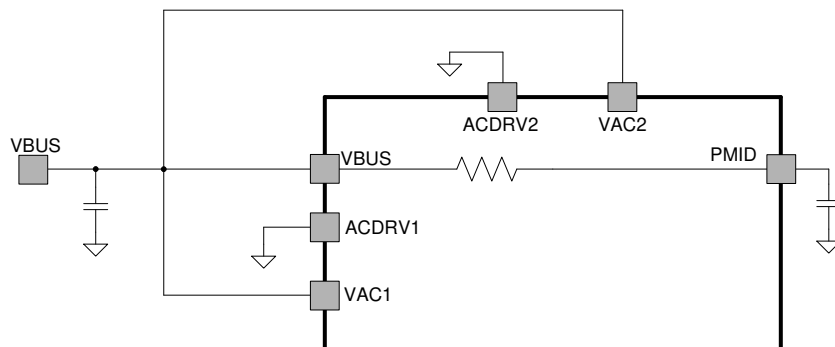 ACDRV2
VAC2
VBUS
VBUS
PMID
ACDRV1
VAC1